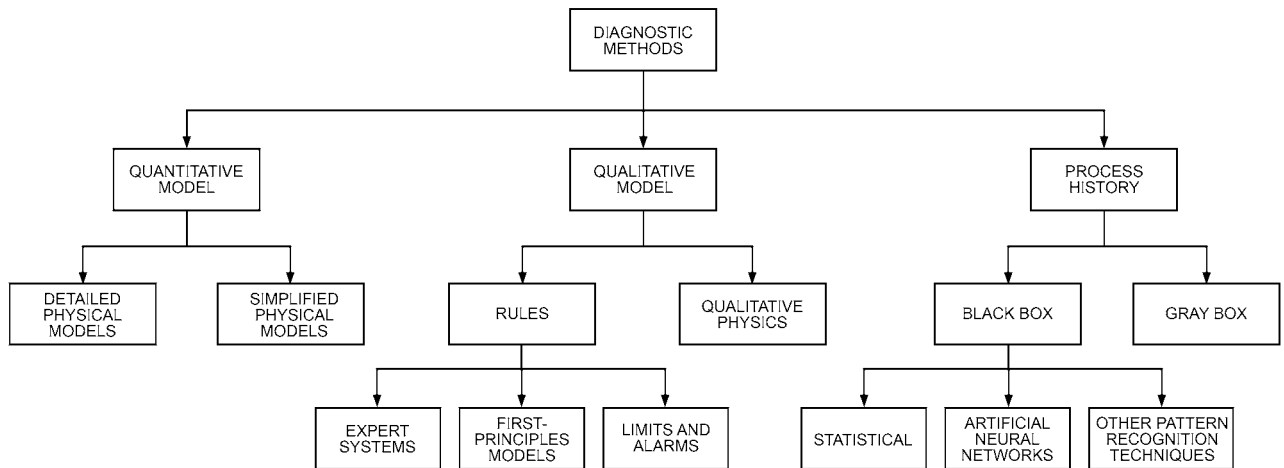 DIAGNOSTIC
METHODS
QUANTITATIVE
MODEL
QUALITATIVE
MODEL
PROCESS
HISTORY
DETAILED
PHYSICAL
MODELS
SIMPLIFIED
PHYSICAL
MODELS
RULES
QUALITATIVE
PHYSICS
BLACK BOX
GRAY BOX
EXPERT
SYSTEMS
FIRST-
PRINCIPLES
MODELS
LIMITS AND
ALARMS
STATISTICAL
ARTIFICIAL
NEURAL
NETWORKS
OTHER PATTERN
RECOGNITION
TECHNIQUES